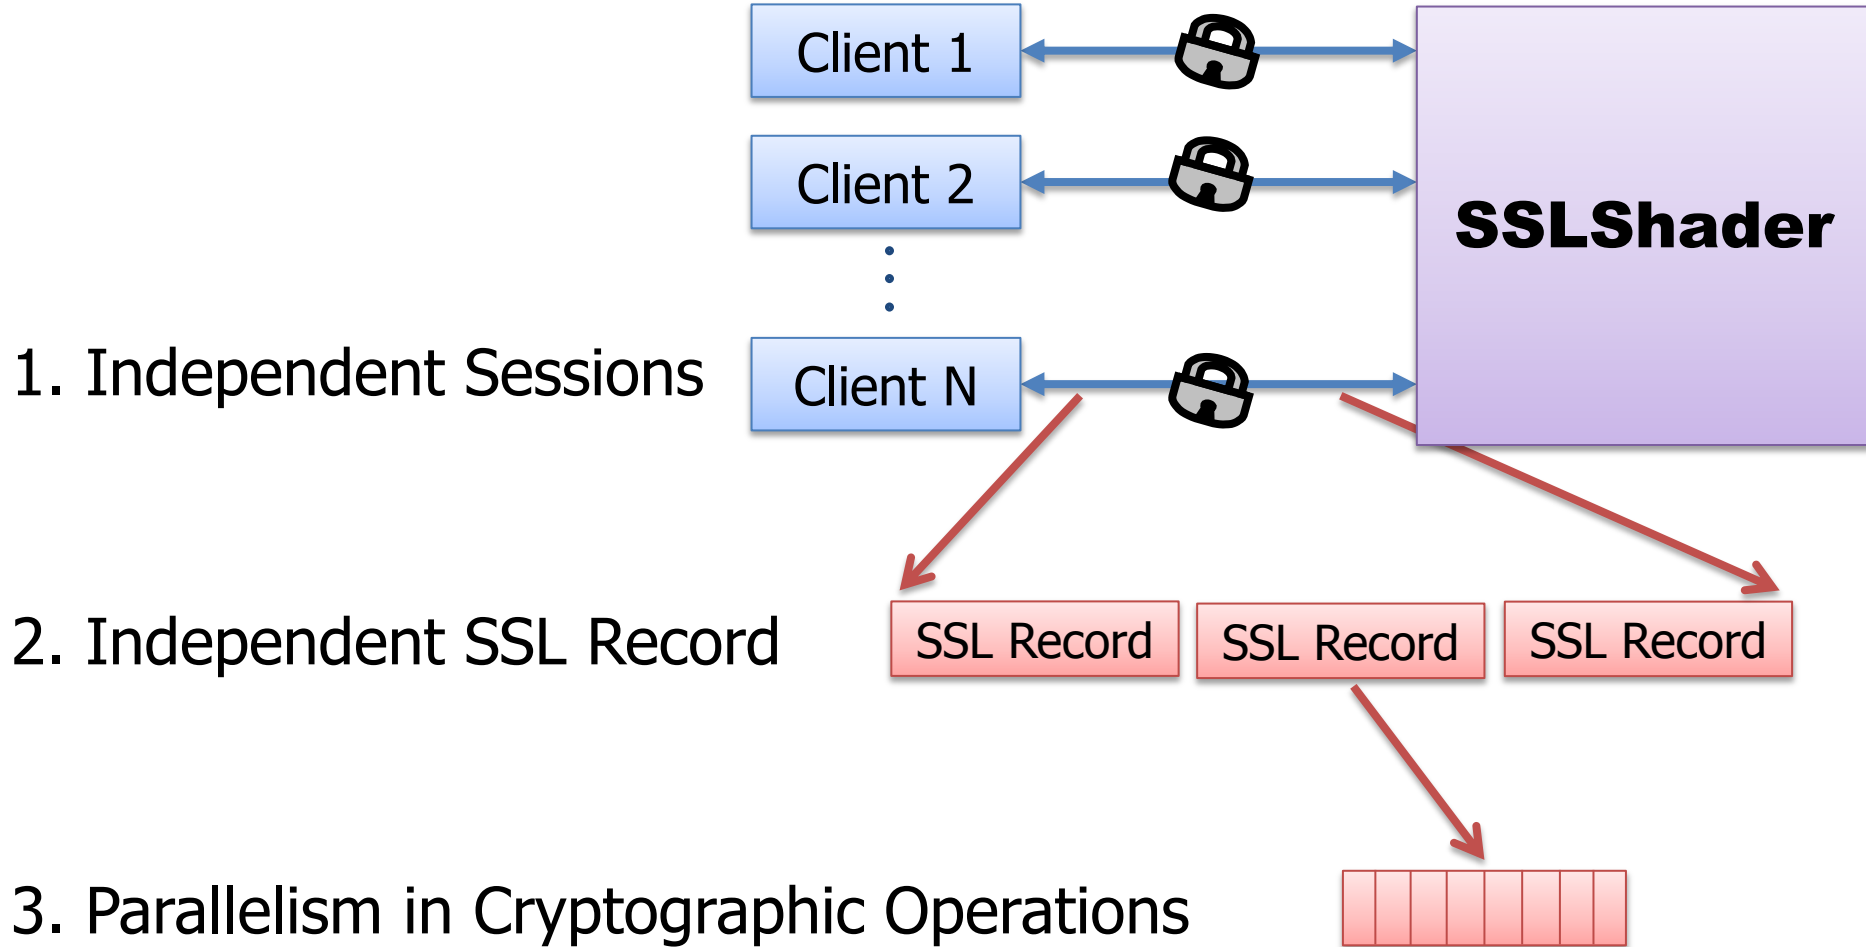 Client 1
Client 2
SSLShader
1. Independent Sessions
Client N
2. Independent SSL Record
SSL Record
SSL Record
SSL Record
3. Parallelism in Cryptographic Operations